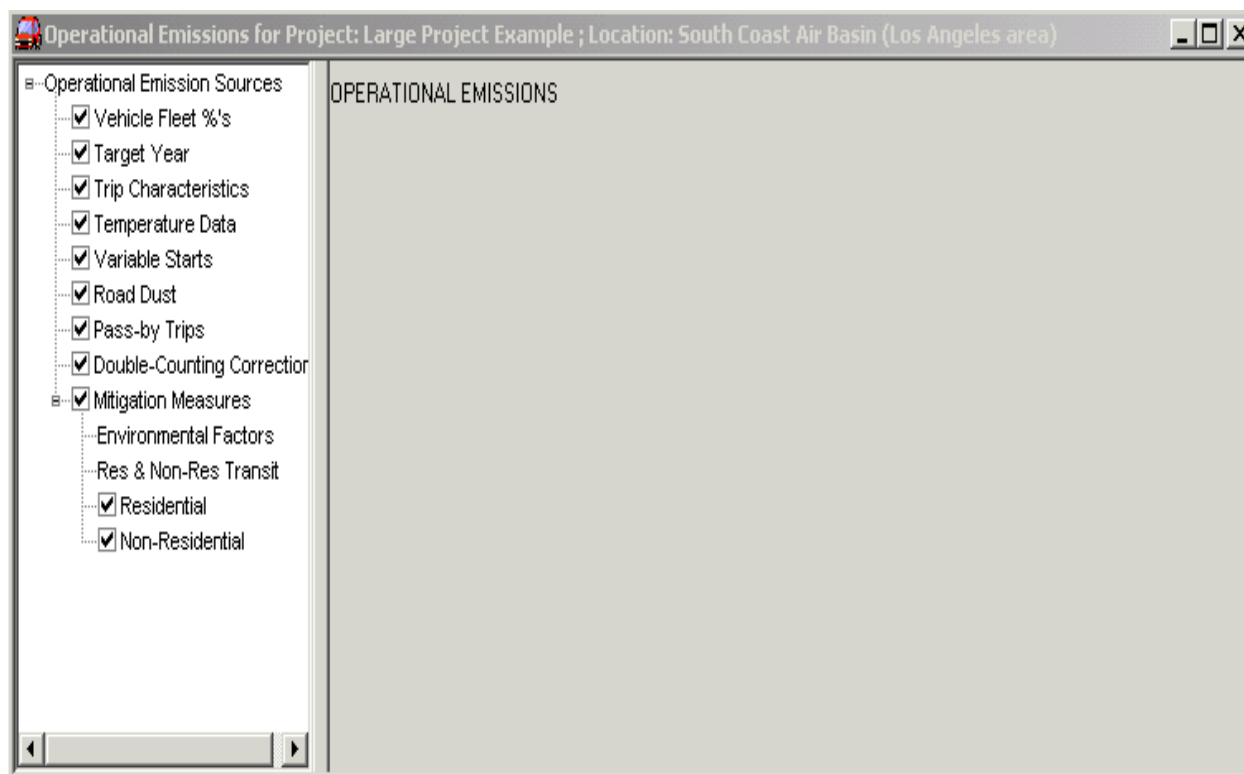 Operational Emissions for Project: Large Project Example ; Location: South Coast Air Basin (Los Angeles area)
Operational Emission Sources
Vehicle Fleet %'s
Target Year
Trip Characteristics
Temperature Data
Variable Starts
Road Dust
Pass-by Trips
Double-Counting Correction
Mitigation Measures
Environmental Factors
Res & Non-Res Transit
Residential
Non-Residential
OPERATIONAL EMISSIONS